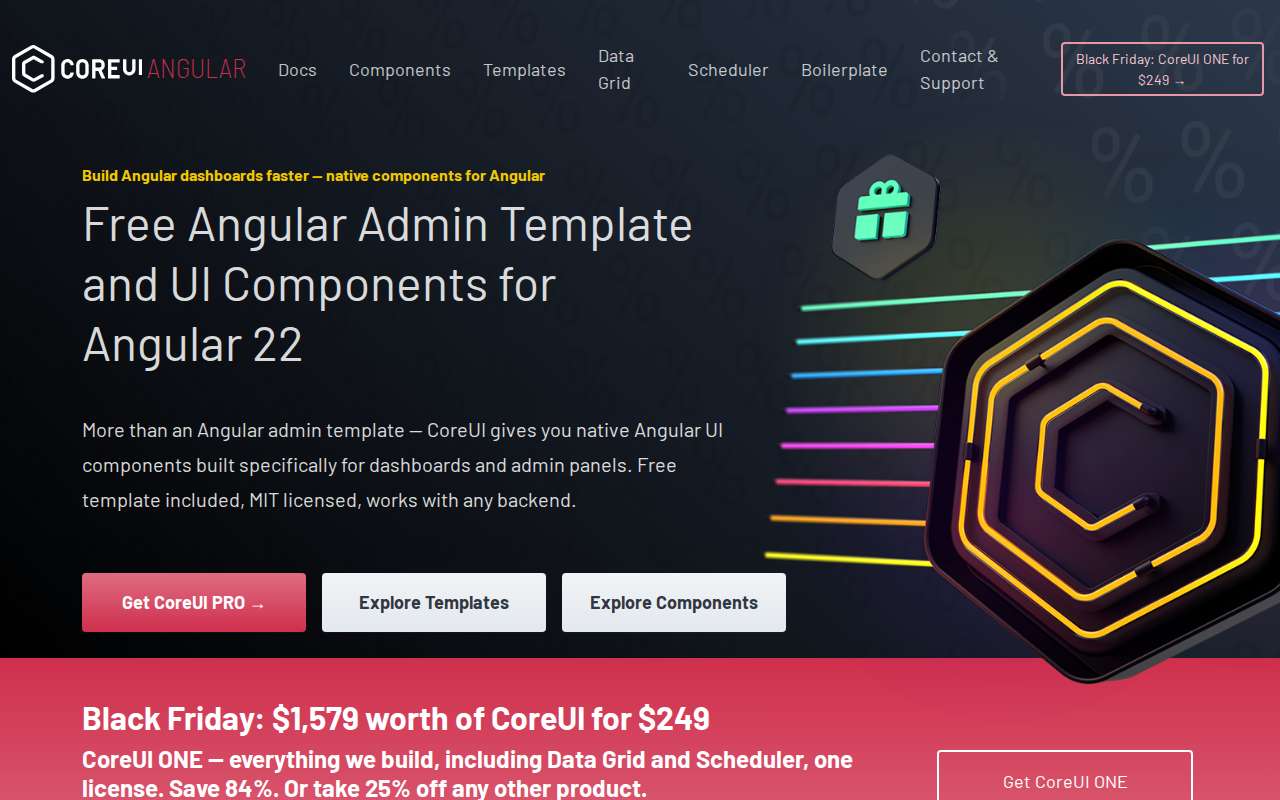 COREUI ANGULAR
Docs
Components
Templates
Data
Grid
Scheduler
Boilerplate
Contact &
Support
Black Friday: CoreUI ONE for
$249 →
Build Angular dashboards faster — native components for Angular
Free Angular Admin Template
and UI Components for
Angular 22
More than an Angular admin template — CoreUI gives you native Angular UI
components built specifically for dashboards and admin panels. Free
template included, MIT licensed, works with any backend.
Get CoreUI PRO →
Explore Templates
Explore Components
Black Friday: $1,579 worth of CoreUI for $249
CoreUI ONE — everything we build, including Data Grid and Scheduler, one
license. Save 84%. Or take 25% off any other product.
Get CoreUI ONE